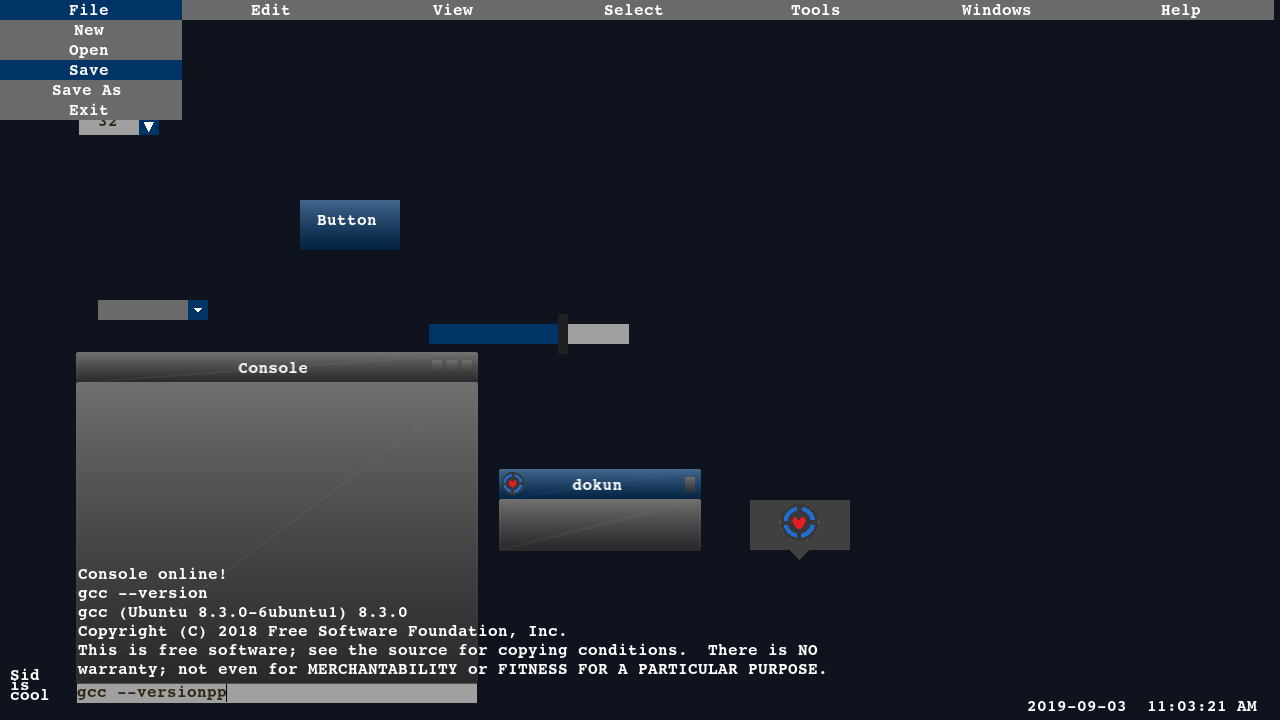 File Edit View Select Tools Windows Help
New
Open
Save
Save As
Exit
32
Button
Console
dokun
Console online!
gcc --version
gcc (Ubuntu 8.3.0-6ubuntu1) 8.3.0
Copyright (C) 2018 Free Software Foundation, Inc.
This is free software; see the source for copying conditions.  There is NO
warranty; not even for MERCHANTABILITY or FITNESS FOR A PARTICULAR PURPOSE.
gcc --versionpp
Sid
is
cool
2019-09-03  11:03:21 AM